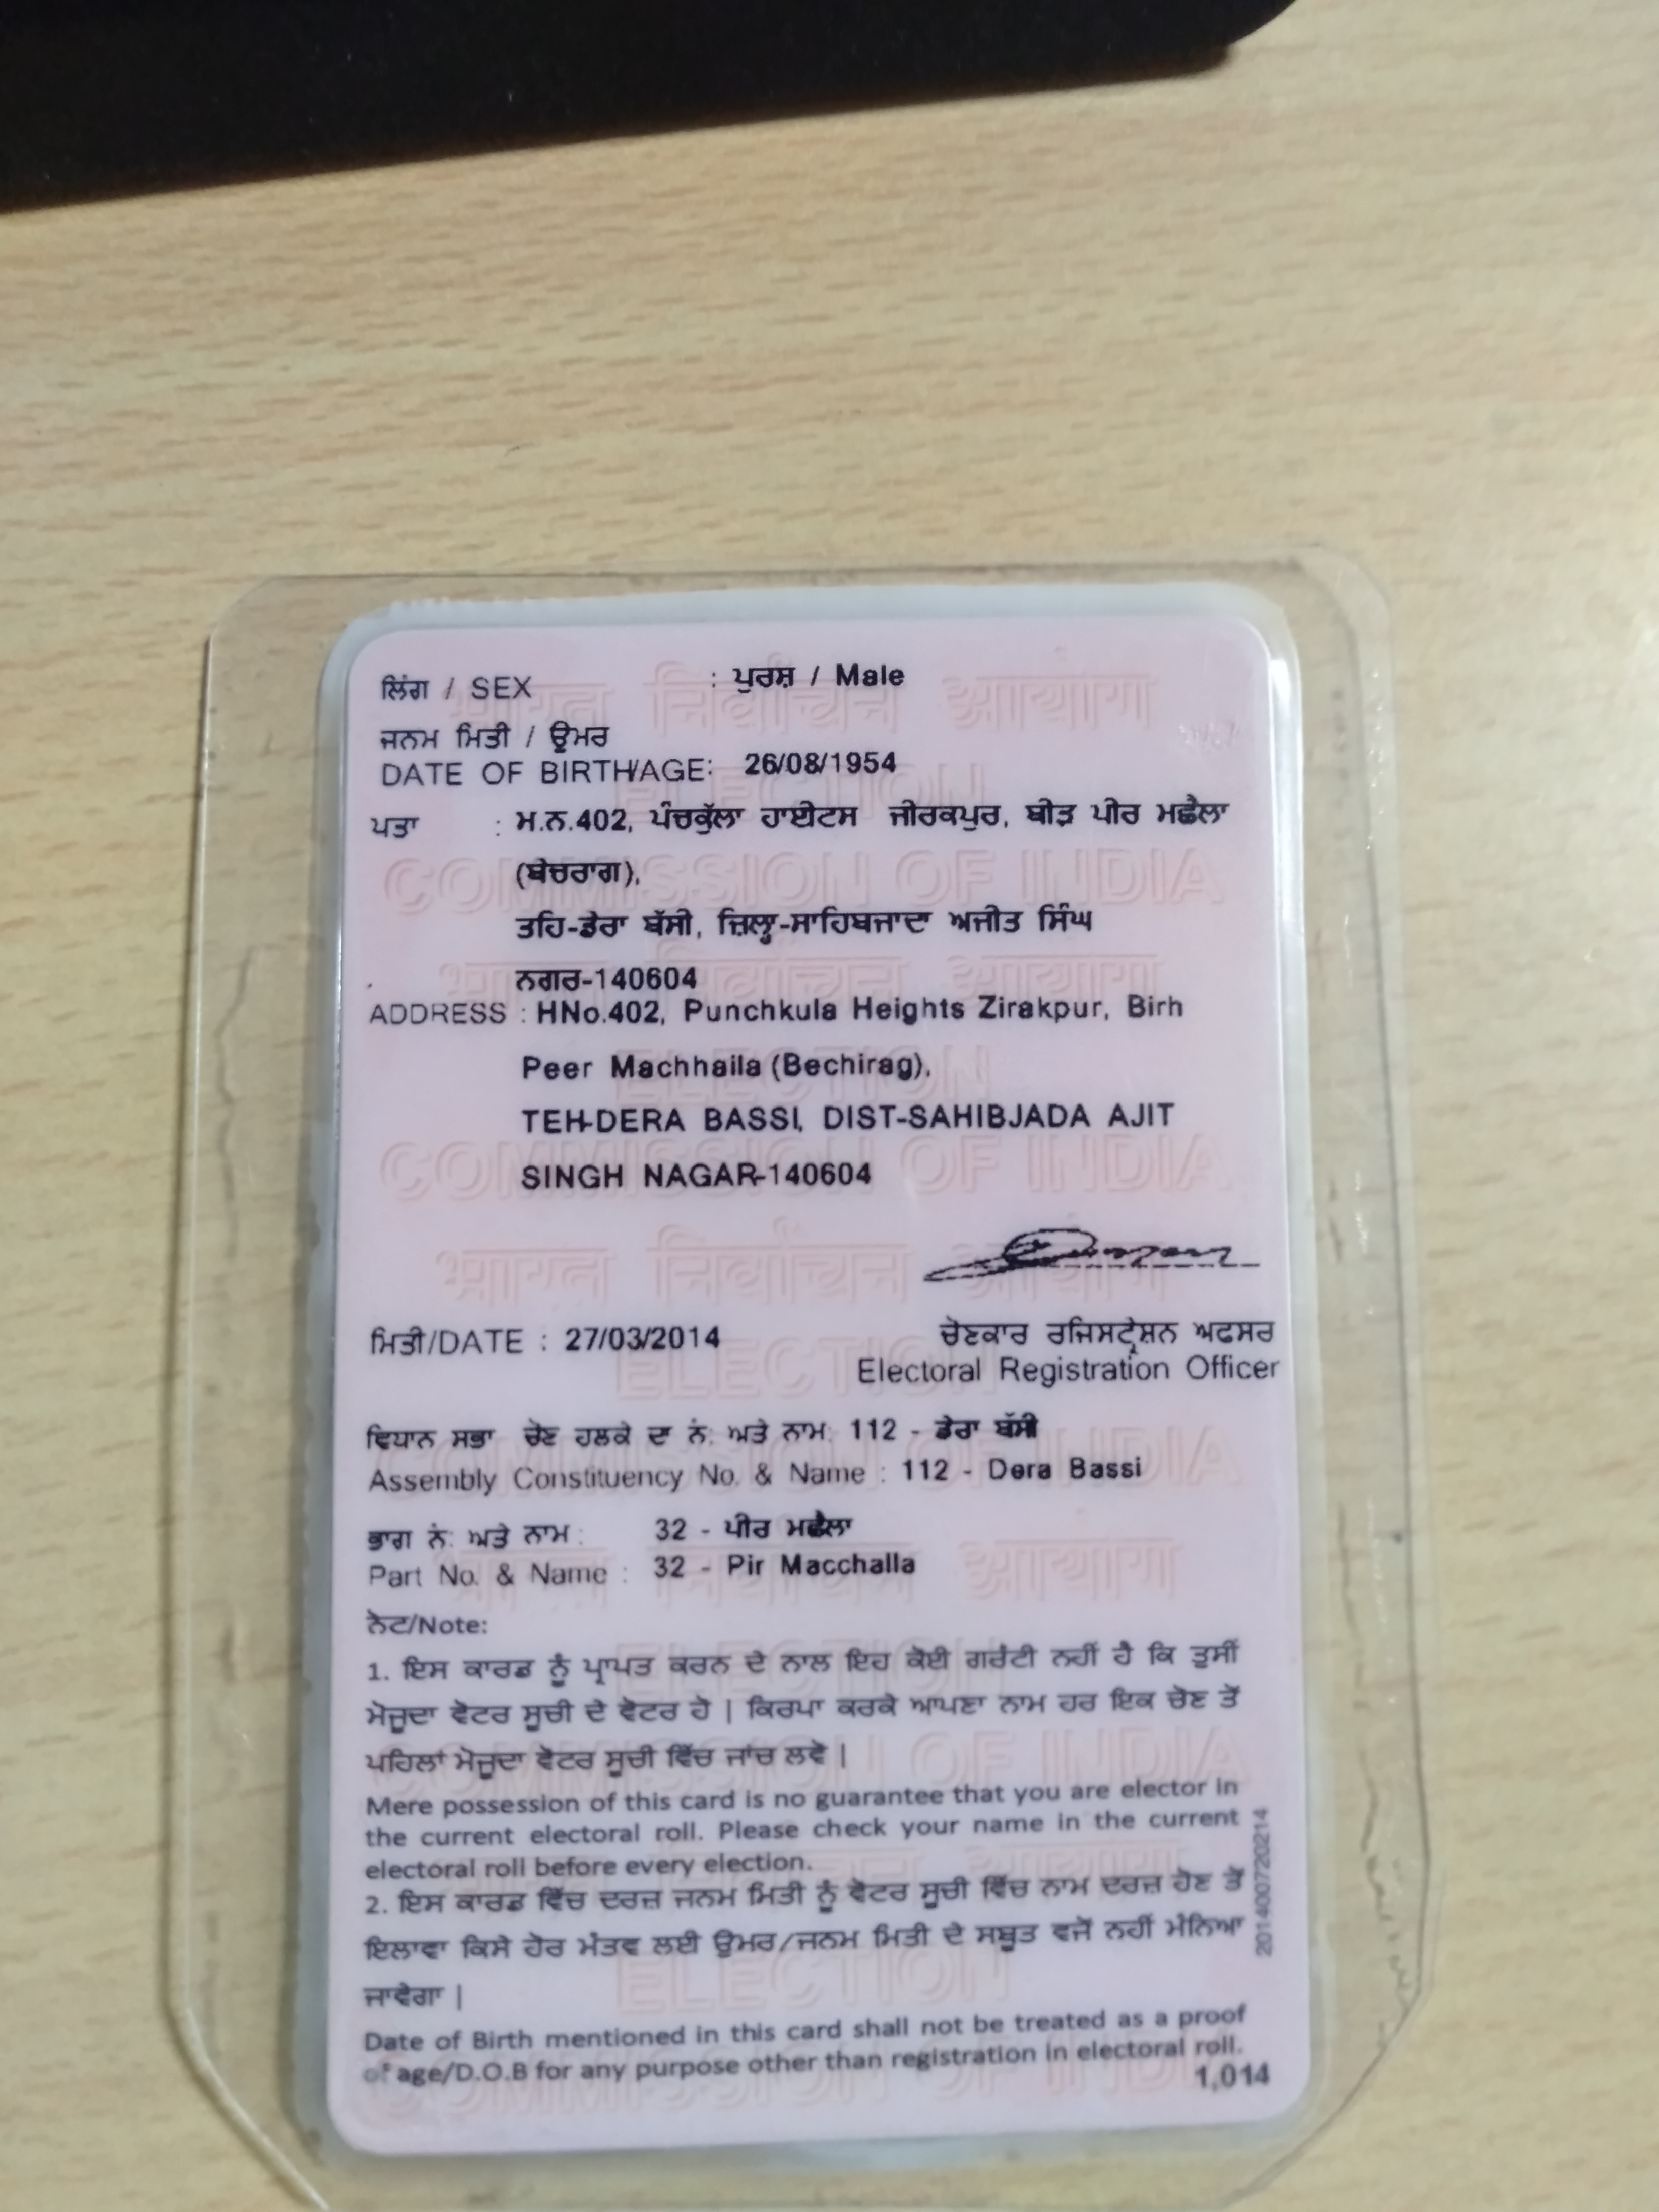 ਲਿੰਗ / SEX : ਪੁਰਸ਼ / Male
ਜਨਮ ਮਿਤੀ / ਉਮਰ
DATE OF BIRTH/AGE: 26/08/1954
ਪਤਾ : ਮ.ਨ.402, ਪੰਚਕੁੱਲਾ ਹਾਈਟਸ ਜੀਰਕਪੁਰ, ਬੀੜ ਪੀਰ ਮਛੈਲਾ
(ਬੇਚਰਾਗ),
ਤਹਿ-ਡੇਰਾ ਬੱਸੀ, ਜ਼ਿਲ੍ਹਾ-ਸਾਹਿਬਜਾਦਾ ਅਜੀਤ ਸਿੰਘ
ਨਗਰ-140604
ADDRESS : HNo.402, Punchkula Heights Zirakpur, Birh
Peer Machhaila (Bechirag),
TEH-DERA BASSI, DIST-SAHIBJADA AJIT
SINGH NAGAR-140604
ਮਿਤੀ/DATE : 27/03/2014
ਚੋਣਕਾਰ ਰਜਿਸਟ੍ਰੇਸ਼ਨ ਅਫਸਰ
Electoral Registration Officer
ਵਿਧਾਨ ਸਭਾ ਚੋਣ ਹਲਕੇ ਦਾ ਨੰ: ਅਤੇ ਨਾਮ: 112 - ਡੇਰਾ ਬੱਸੀ
Assembly Constituency No. & Name : 112 - Dera Bassi
ਭਾਗ ਨੰ: ਅਤੇ ਨਾਮ : 32 - ਪੀਰ ਮਛੈਲਾ
Part No. & Name : 32 - Pir Macchalla
ਨੋਟ/Note:
1. ਇਸ ਕਾਰਡ ਨੂੰ ਪ੍ਰਾਪਤ ਕਰਨ ਦੇ ਨਾਲ ਇਹ ਕੋਈ ਗਰੰਟੀ ਨਹੀਂ ਹੈ ਕਿ ਤੁਸੀਂ
ਮੋਜੂਦਾ ਵੋਟਰ ਸੂਚੀ ਦੇ ਵੋਟਰ ਹੋ | ਕਿਰਪਾ ਕਰਕੇ ਆਪਣਾ ਨਾਮ ਹਰ ਇਕ ਚੋਣ ਤੋਂ
ਪਹਿਲਾਂ ਮੋਜੂਦਾ ਵੋਟਰ ਸੂਚੀ ਵਿੱਚ ਜਾਂਚ ਲਵੋ |
Mere possession of this card is no guarantee that you are elector in
the current electoral roll. Please check your name in the current
electoral roll before every election.
2. ਇਸ ਕਾਰਡ ਵਿੱਚ ਦਰਜ਼ ਜਨਮ ਮਿਤੀ ਨੂੰ ਵੋਟਰ ਸੂਚੀ ਵਿੱਚ ਨਾਮ ਦਰਜ਼ ਹੋਣ ਤੋਂ
ਇਲਾਵਾ ਕਿਸੇ ਹੋਰ ਮੰਤਵ ਲਈ ਉਮਰ/ਜਨਮ ਮਿਤੀ ਦੇ ਸਬੂਤ ਵਜੋਂ ਨਹੀਂ ਮੰਨਿਆ
ਜਾਵੇਗਾ |
Date of Birth mentioned in this card shall not be treated as a proof
of age/D.O.B for any purpose other than registration in electoral roll.
1,014
20140072020214
भारत निर्वाचन आयोग
ELECTION
COMMISSION OF INDIA